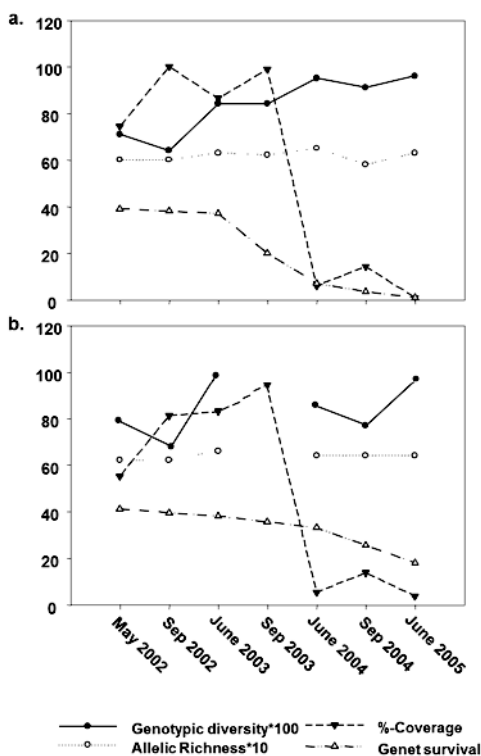 a.
120
100
80
60
40
20
0
b.
120
100
80
60
40
20
0
May 2002
Sep 2002
June 2003
Sep 2003
June 2004
Sep 2004
June 2005
Genotypic diversity*100
%-Coverage
Allelic Richness*10
Genet survival